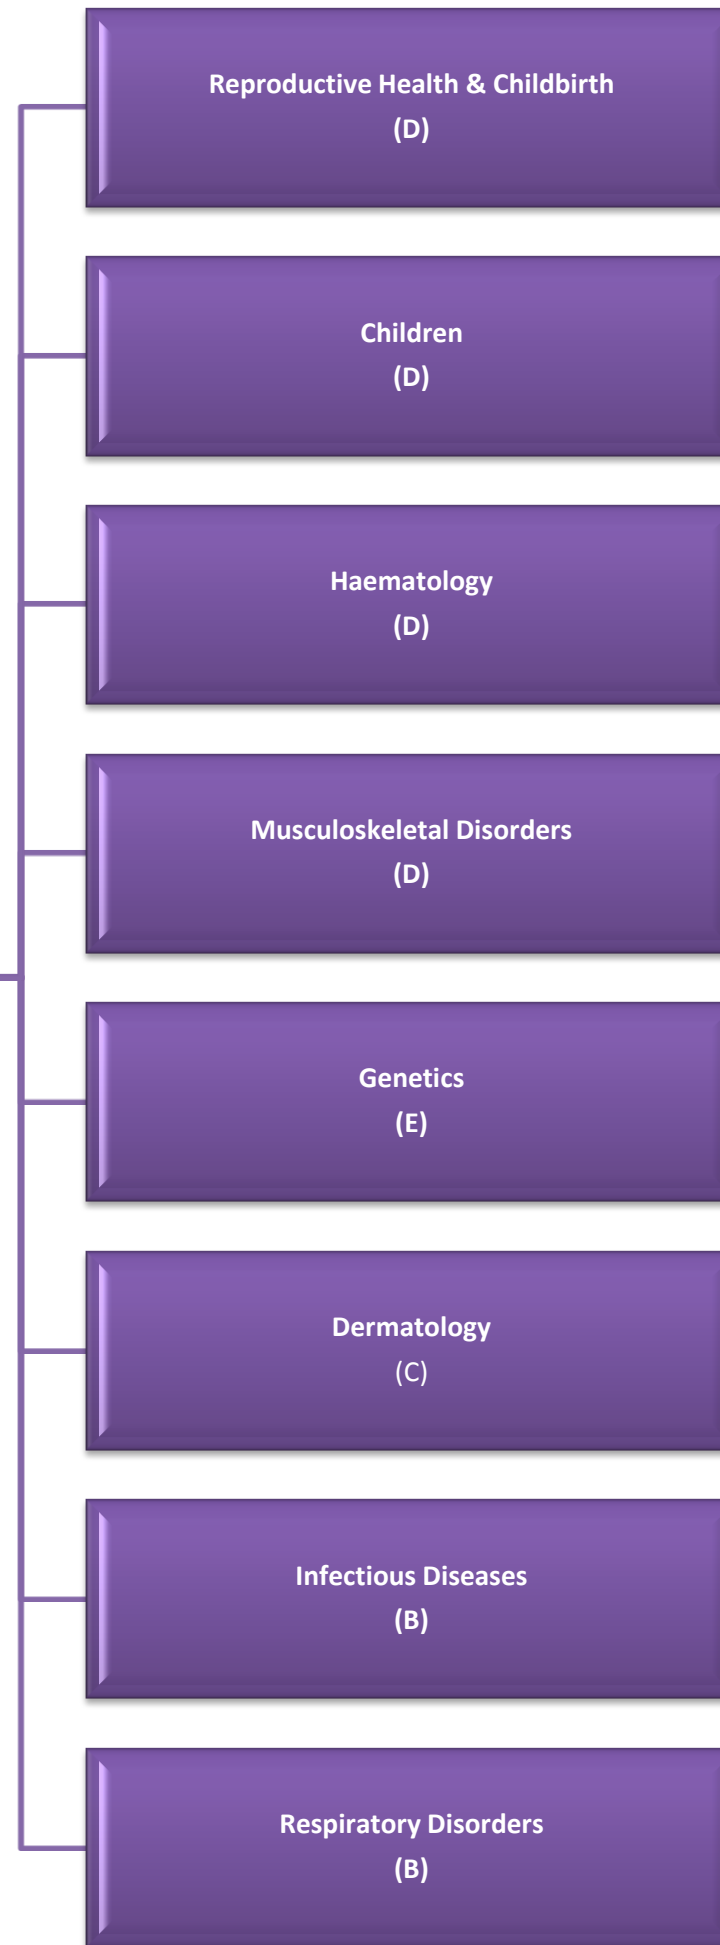 Reproductive Health & Childbirth
(D)
Children
(D)
Haematology
(D)
Musculoskeletal Disorders
(D)
Genetics
(E)
Dermatology
(C)
Infectious Diseases
(B)
Respiratory Disorders
(B)